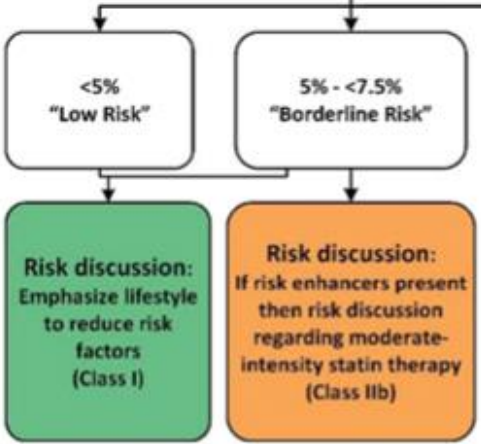 <5%
“Low Risk”
5% - <7.5%
“Borderline Risk”
Risk discussion:
Emphasize lifestyle
to reduce risk
factors
(Class I)
Risk discussion:
If risk enhancers present
then risk discussion
regarding moderate-
intensity statin therapy
(Class IIb)